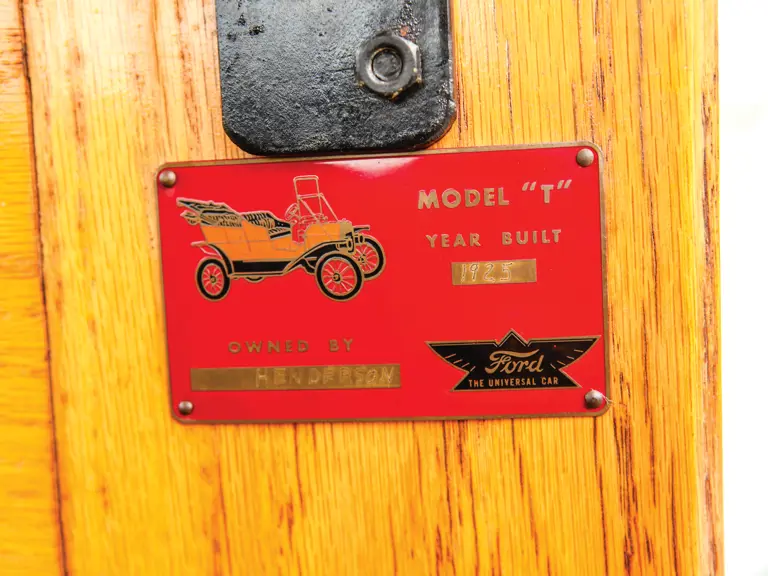 MODEL "T"
YEAR BUILT
1925
OWNED BY
HENDERSON
Ford
THE UNIVERSAL CAR